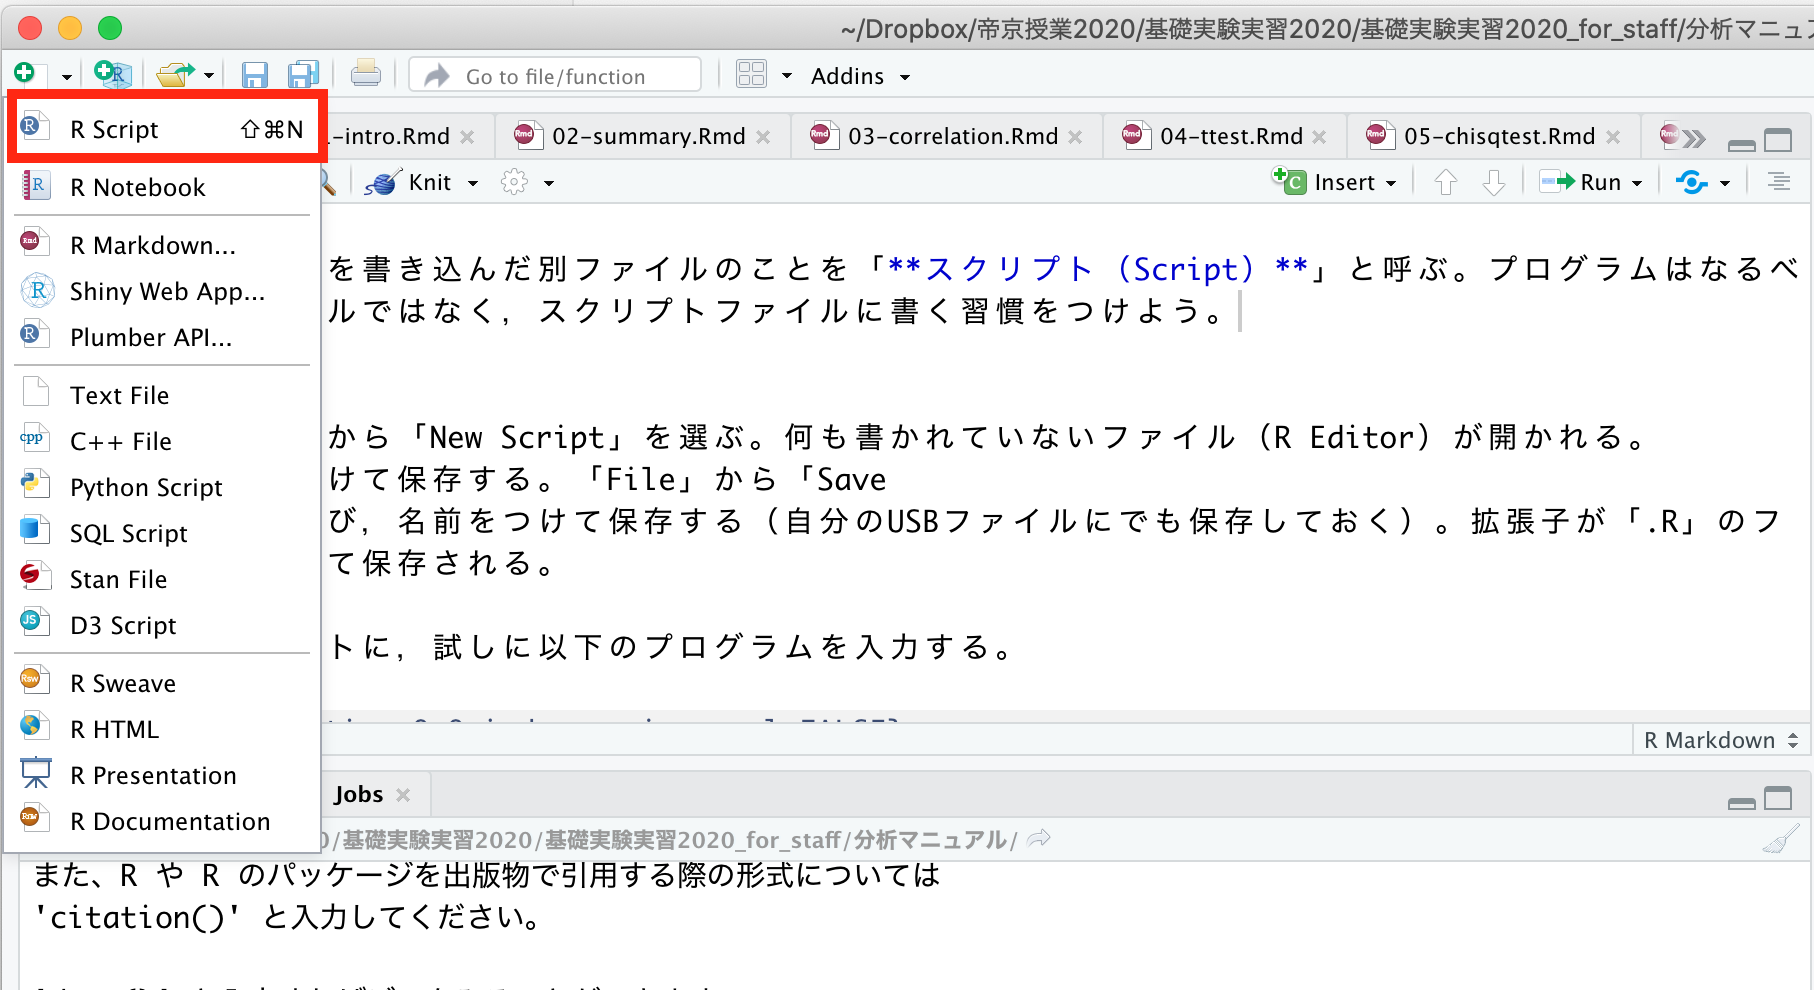 ~/Dropbox/帝京授業2020/基礎実験実習2020/基礎実験実習2020_for_staff/分析マニュ
Go to file/function
Addins
R Script ⇧⌘N
-intro.Rmd
02-summary.Rmd
03-correlation.Rmd
04-ttest.Rmd
05-chisqtest.Rmd
R Notebook
Knit
Insert
Run
R Markdown...
Shiny Web App...
Plumber API...
Text File
C++ File
Python Script
SQL Script
Stan File
D3 Script
R Sweave
R HTML
R Presentation
R Documentation
を書き込んだ別ファイルのことを「**スクリプト（Script）**」と呼ぶ。プログラムはなるべ
ルではなく，スクリプトファイルに書く習慣をつけよう。
から「New Script」を選ぶ。何も書かれていないファイル（R Editor）が開かれる。
けて保存する。「File」から「Save
び，名前をつけて保存する（自分のUSBファイルにでも保存しておく）。拡張子が「.R」のフ
て保存される。
トに，試しに以下のプログラムを入力する。
R Markdown
Jobs
0/基礎実験実習2020/基礎実験実習2020_for_staff/分析マニュアル/
また、R や R のパッケージを出版物で引用する際の形式については
'citation()' と入力してください。